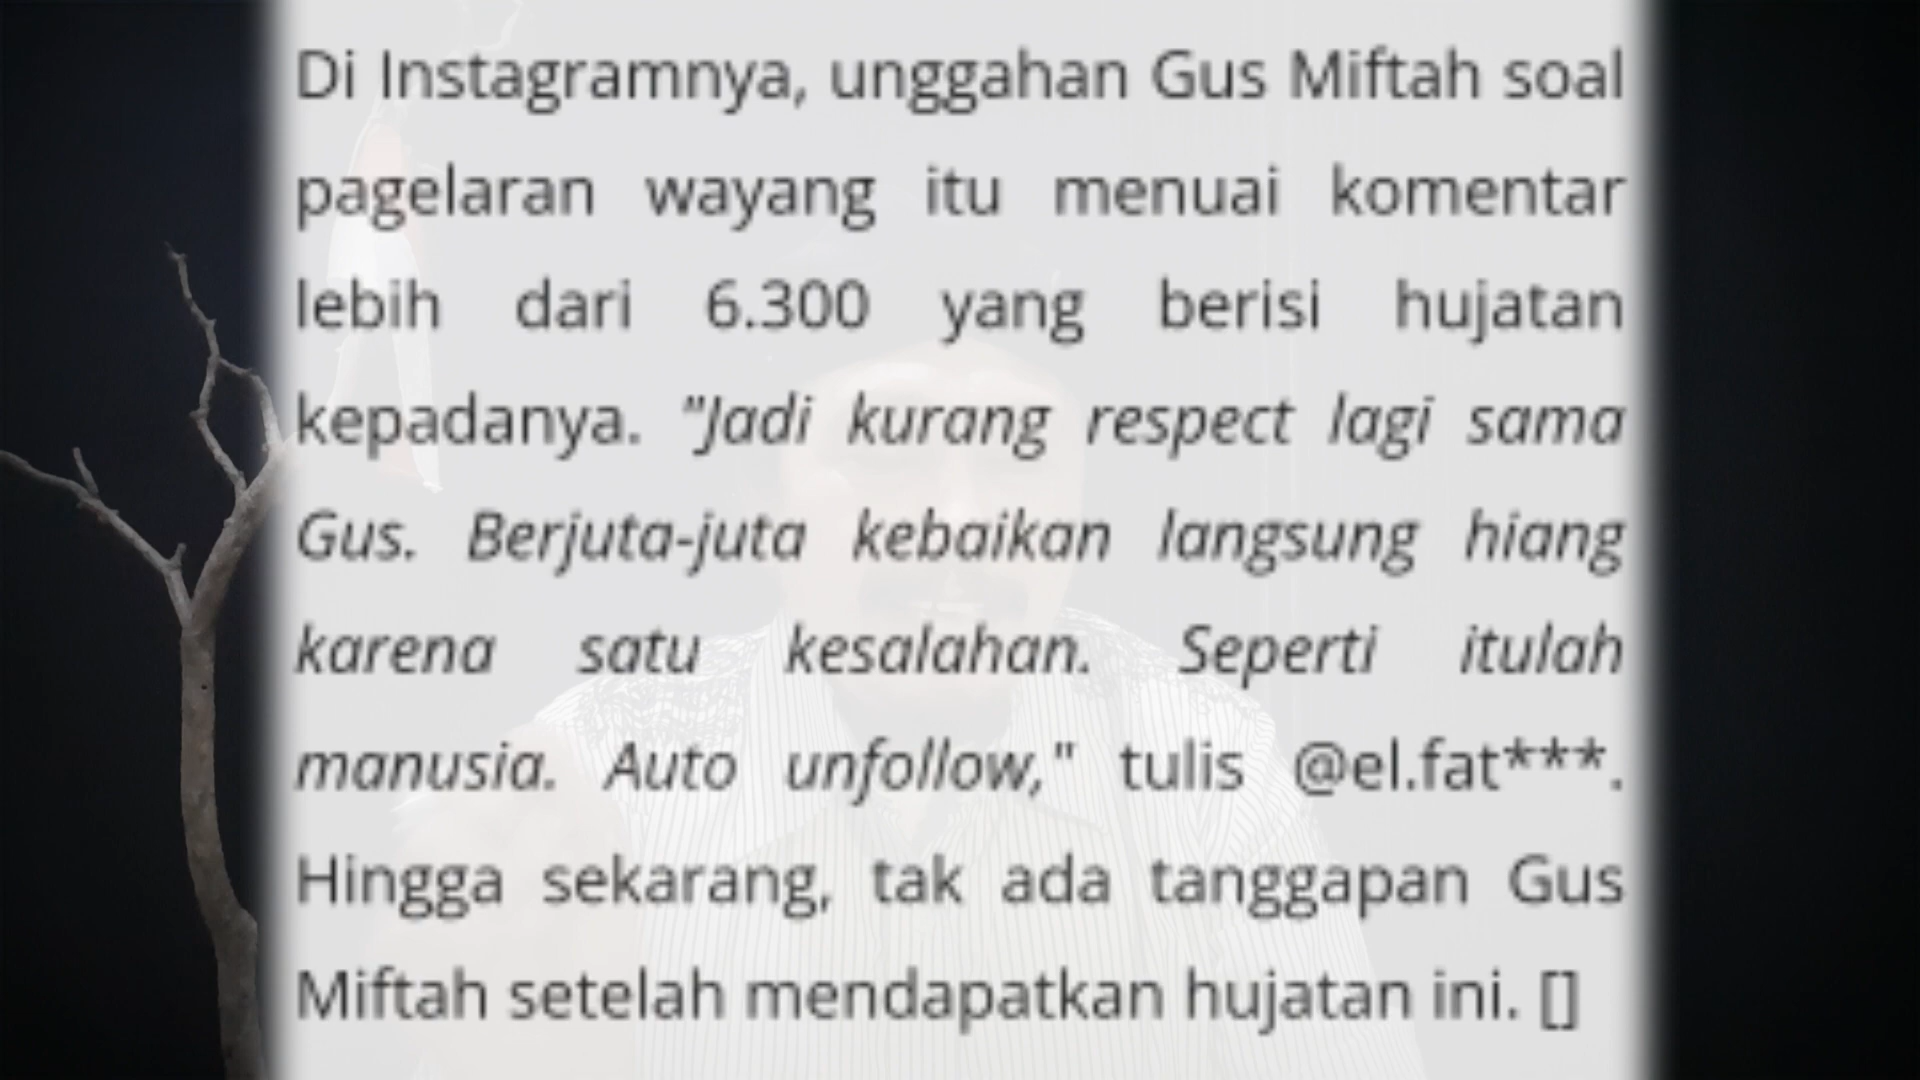 Di Instagramnya, unggahan Gus Miftah soal
pagelaran wayang itu menuai komentar
lebih dari 6.300 yang berisi hujatan
kepadanya. "Jadi kurang respect lagi sama
Gus. Berjuta-juta kebaikan langsung hiang
karena satu kesalahan. Seperti itulah
manusia. Auto unfollow," tulis @el.fat***.
Hingga sekarang, tak ada tanggapan Gus
Miftah setelah mendapatkan hujatan ini. []